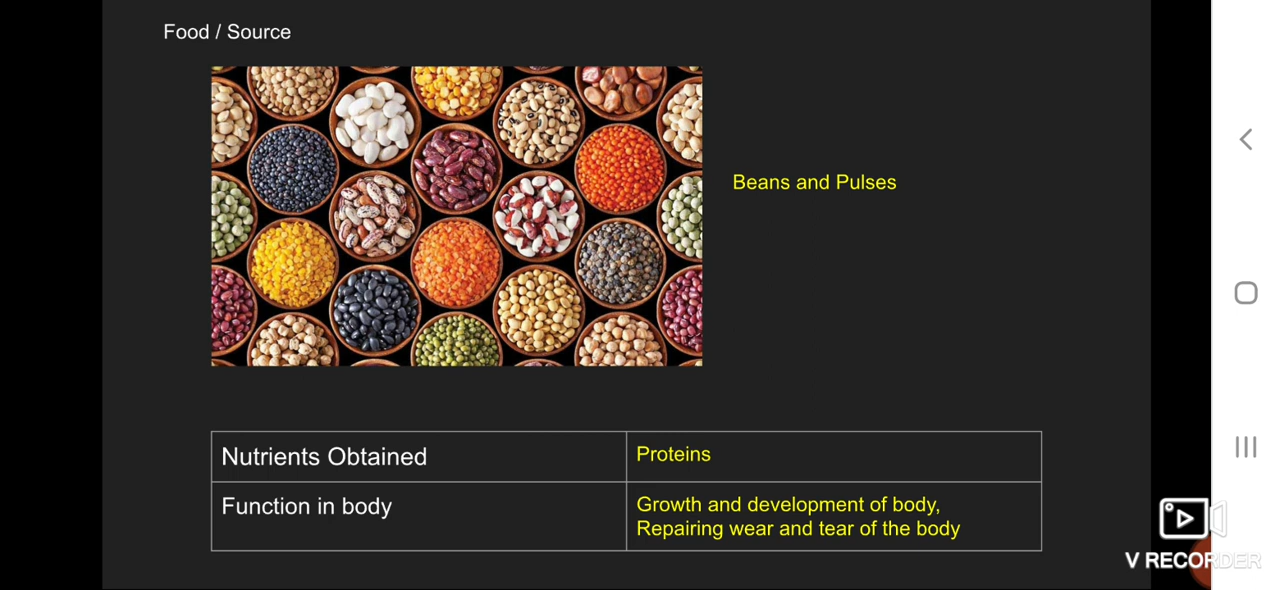 Food / Source
Beans and Pulses
Nutrients Obtained
Proteins
Function in body
Growth and development of body,
Repairing wear and tear of the body
V RECORDER